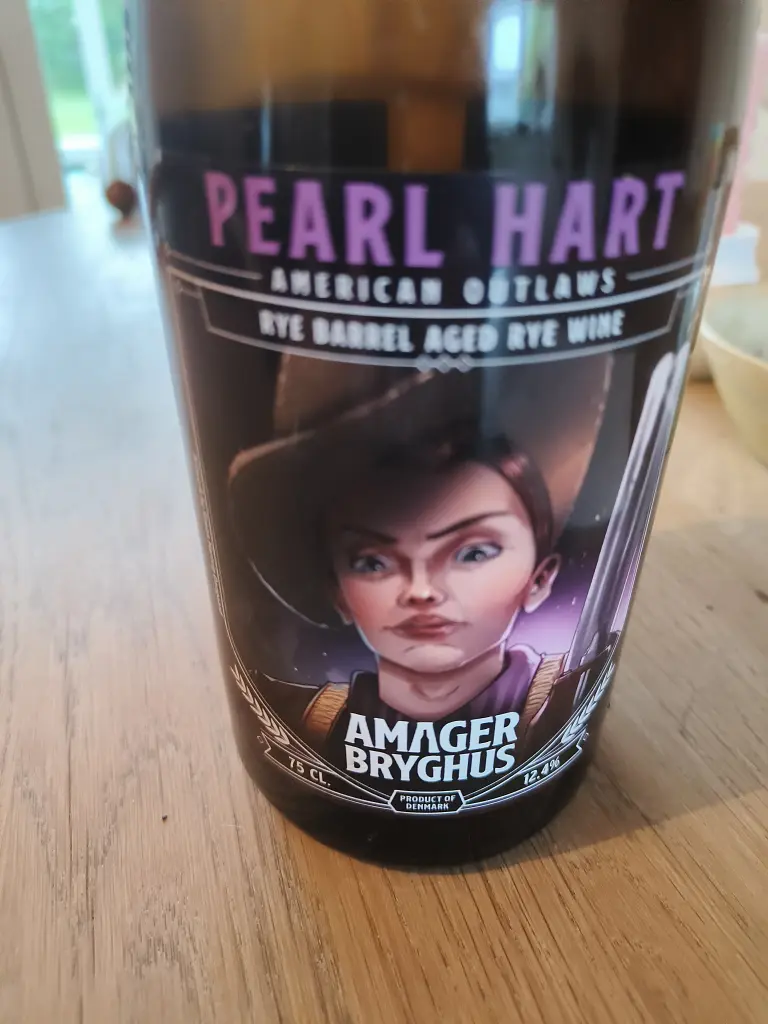 PEARL HART
AMERICAN OUTLAWS
RYE BARREL AGED RYE WINE
AMAGER
BRYGHUS
75 CL.
12.4%
PRODUCT OF
DENMARK